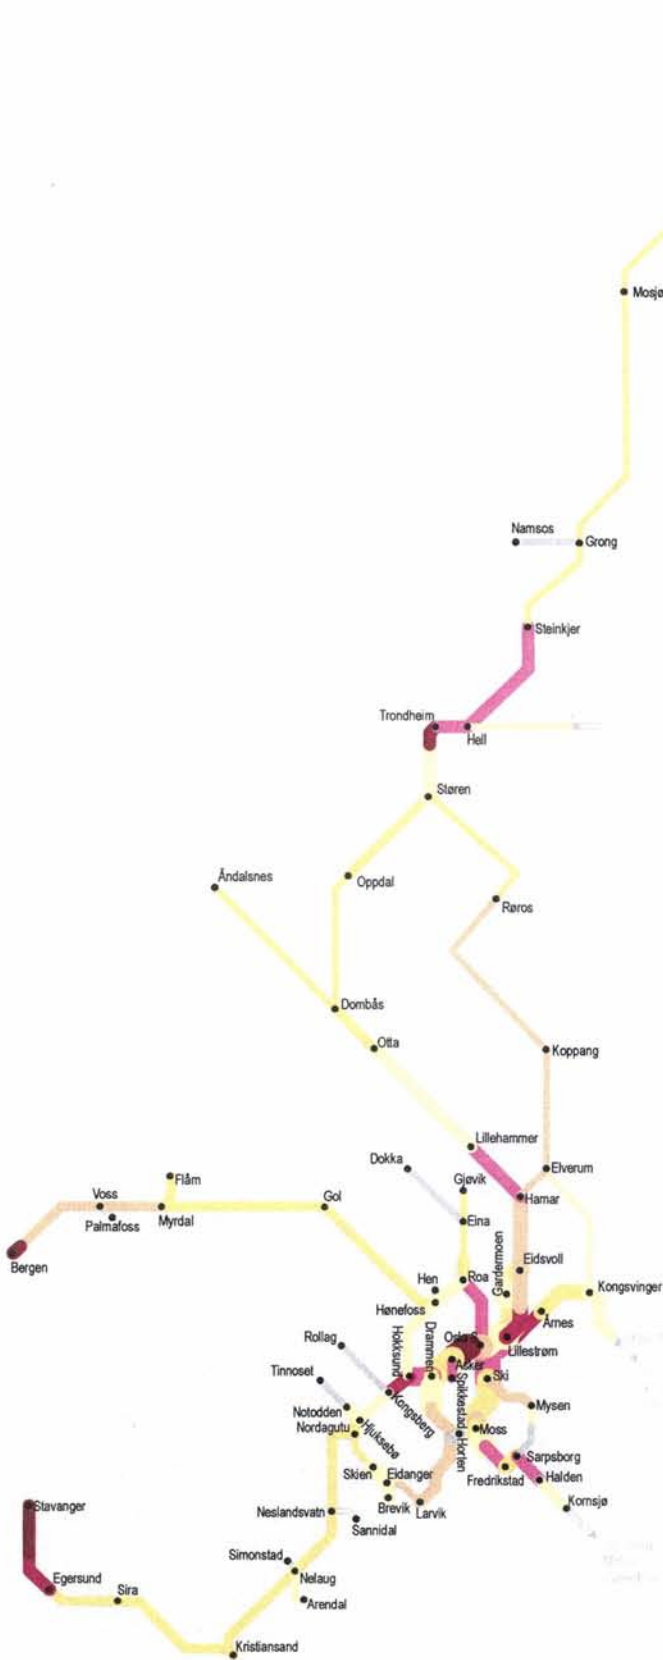 Mosjø
Namsos
Grong
Steinkjer
Trondheim
Hell
Støren
Åndalsnes
Oppdal
Røros
Dombås
Otta
Koppang
Lillehammer
Dokka
Elverum
Flåm
Gjøvik
Voss
Gol
Hamar
Palmafoss
Myrdal
Eina
Gardermoen
Eidsvoll
Bergen
Hen
Roa
Kongsvinger
Hønefoss
Årnes
Rollag
Hokksund
Drammen
Oslo S
Lillestrøm
Asker
Tinnoset
Spikkestad
Ski
Kongsberg
Notodden
Mysen
Hjuksebø
Nordagutu
Horten
Moss
Sarpsborg
Skien
Eidanger
Fredrikstad
Halden
Stavanger
Neslandsvatn
Brevik
Larvik
Kornsjø
Sannidal
Simonstad
Egersund
Nelaug
Sira
Arendal
Kristiansand